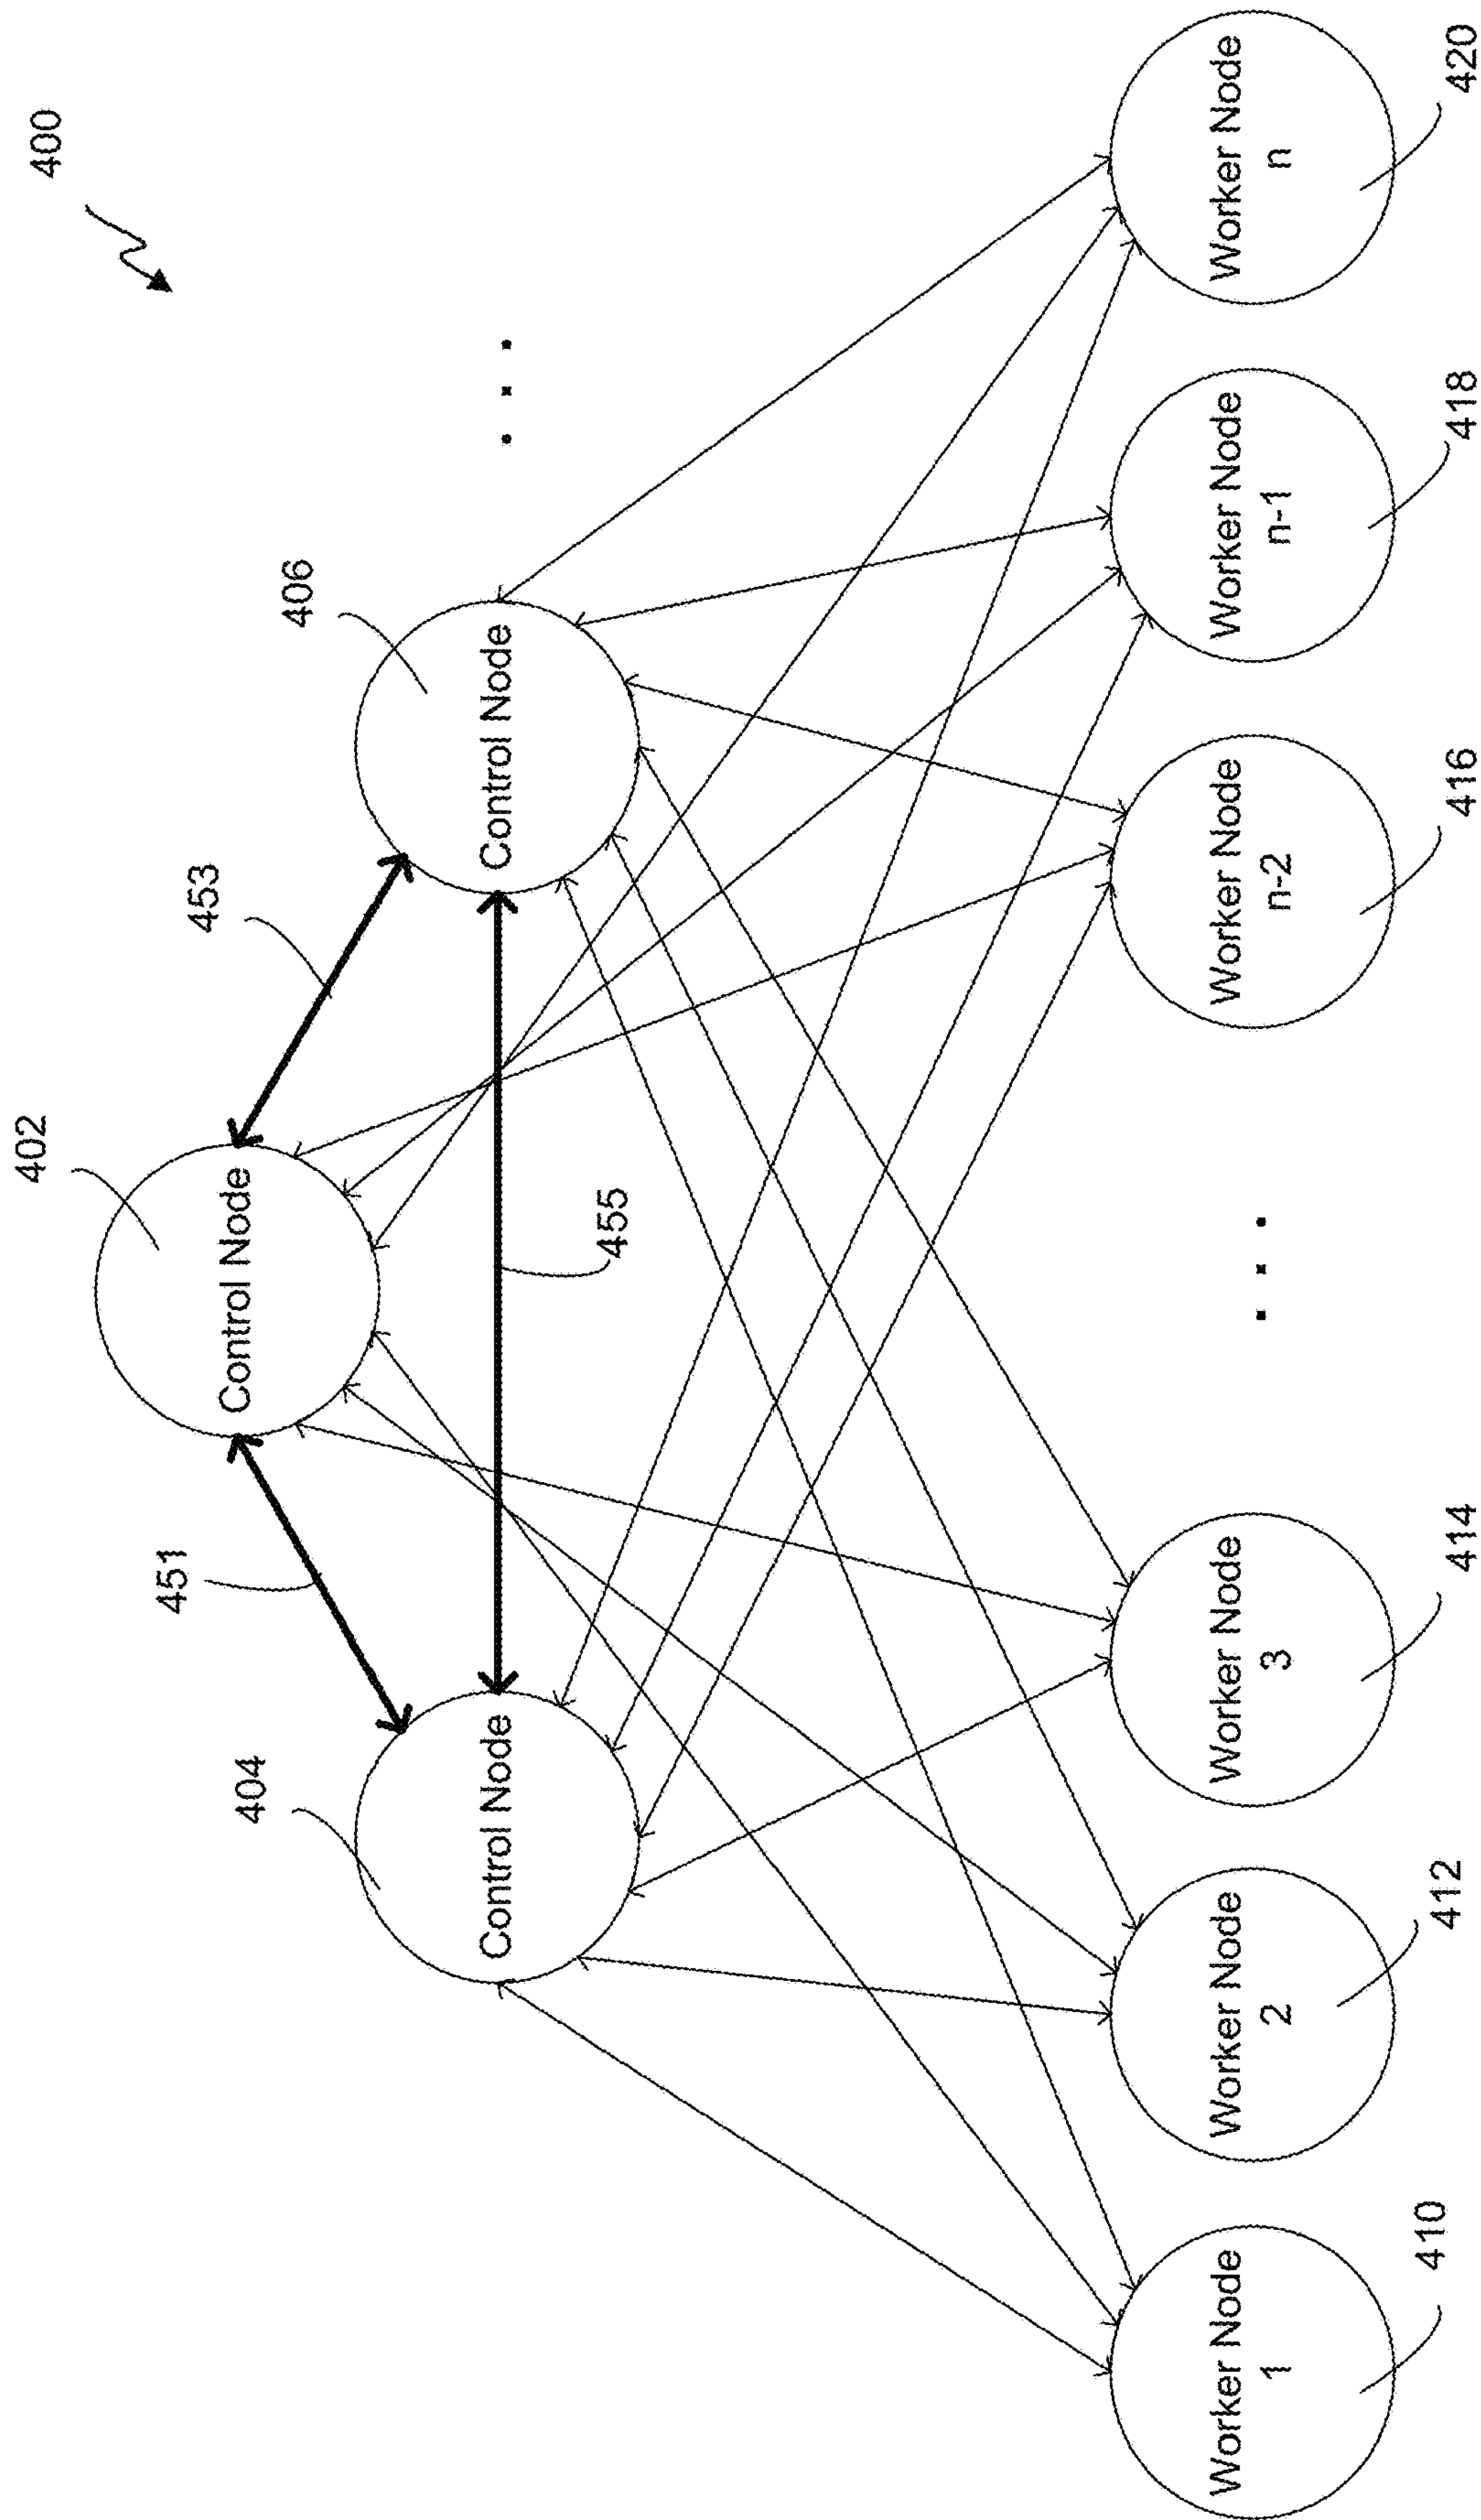 400
402
Control Node
451
453
404
Control Node
455
406
Control Node
. . .
Worker Node
1
410
Worker Node
2
412
Worker Node
3
414
. . .
Worker Node
n-2
416
Worker Node
n-1
418
Worker Node
n
420